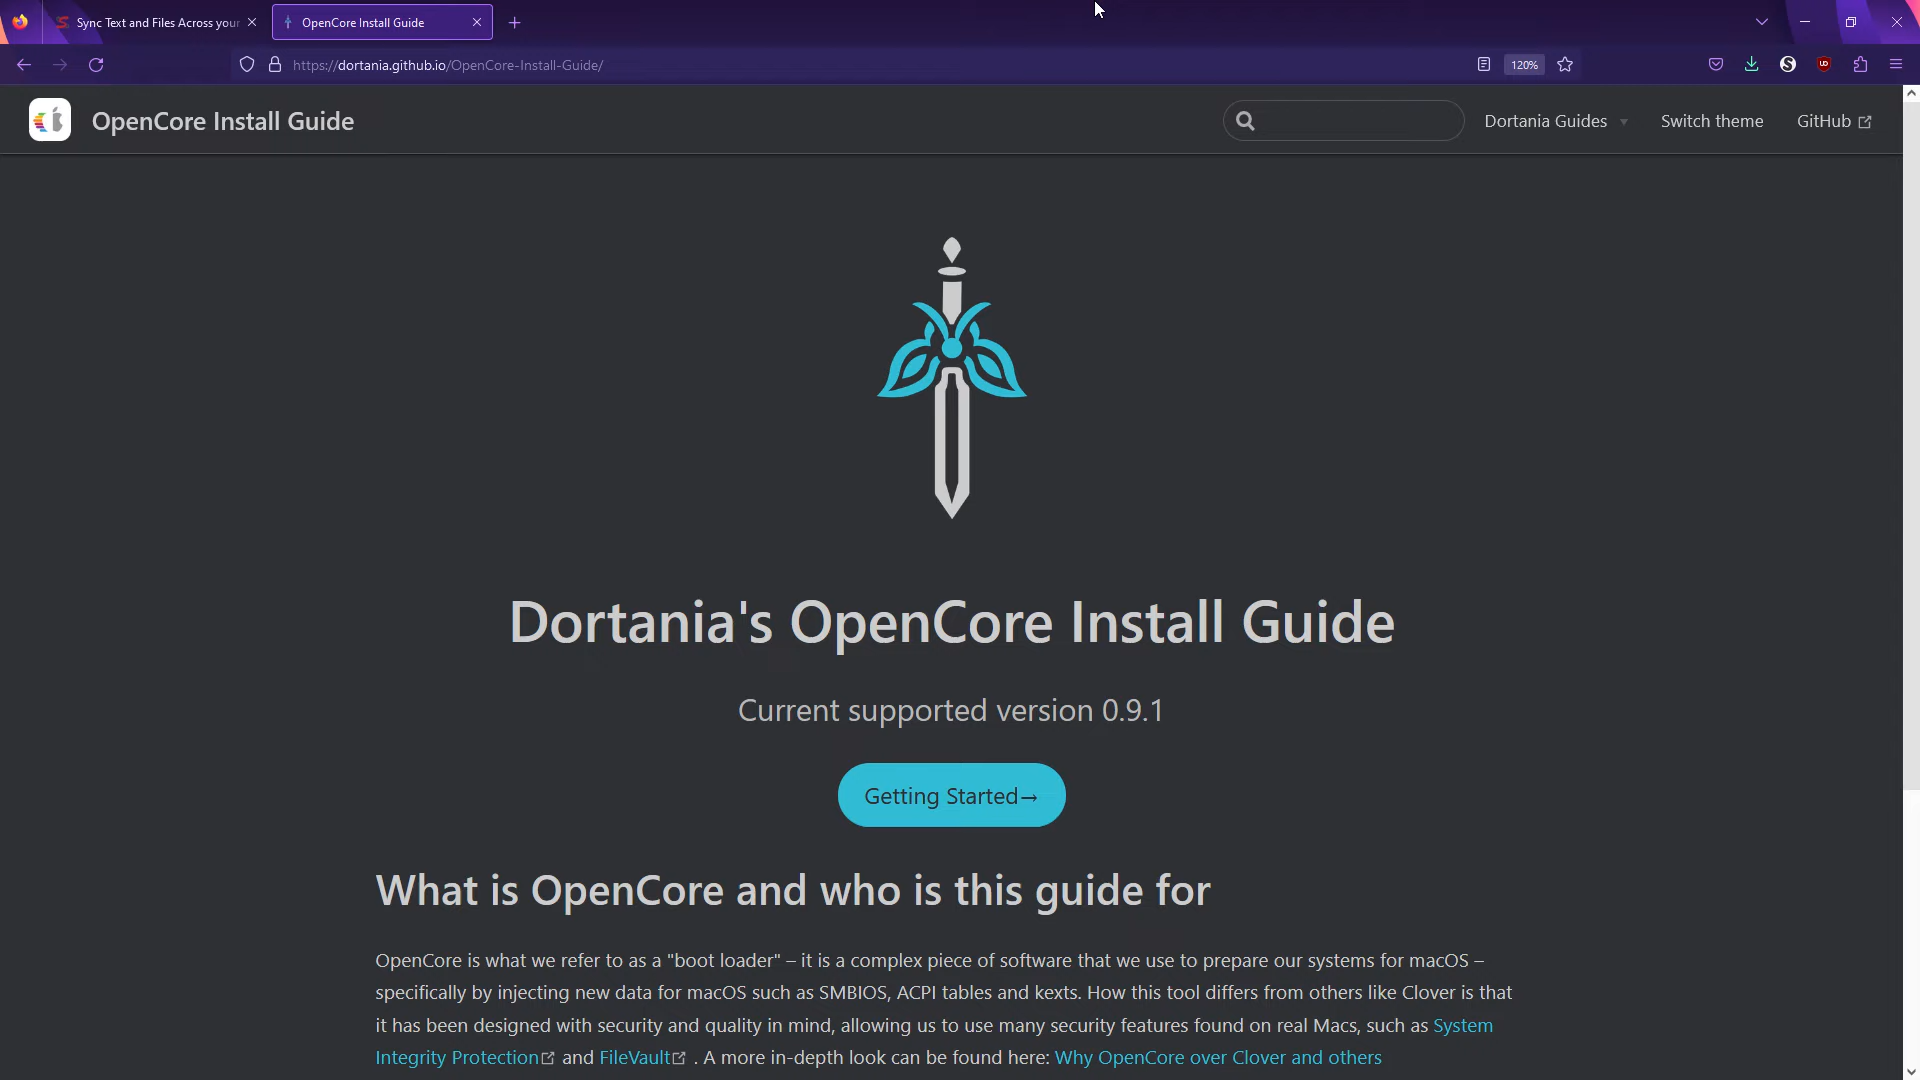 Sync Text and Files Across your
OpenCore Install Guide
https://dortania.github.io/OpenCore-Install-Guide/
120%
OpenCore Install Guide
Dortania Guides
Switch theme
GitHub
Dortania's OpenCore Install Guide
Current supported version 0.9.1
Getting Started→
What is OpenCore and who is this guide for
OpenCore is what we refer to as a "boot loader" – it is a complex piece of software that we use to prepare our systems for macOS –
specifically by injecting new data for macOS such as SMBIOS, ACPI tables and kexts. How this tool differs from others like Clover is that
it has been designed with security and quality in mind, allowing us to use many security features found on real Macs, such as System
Integrity Protection and FileVault . A more in-depth look can be found here: Why OpenCore over Clover and others